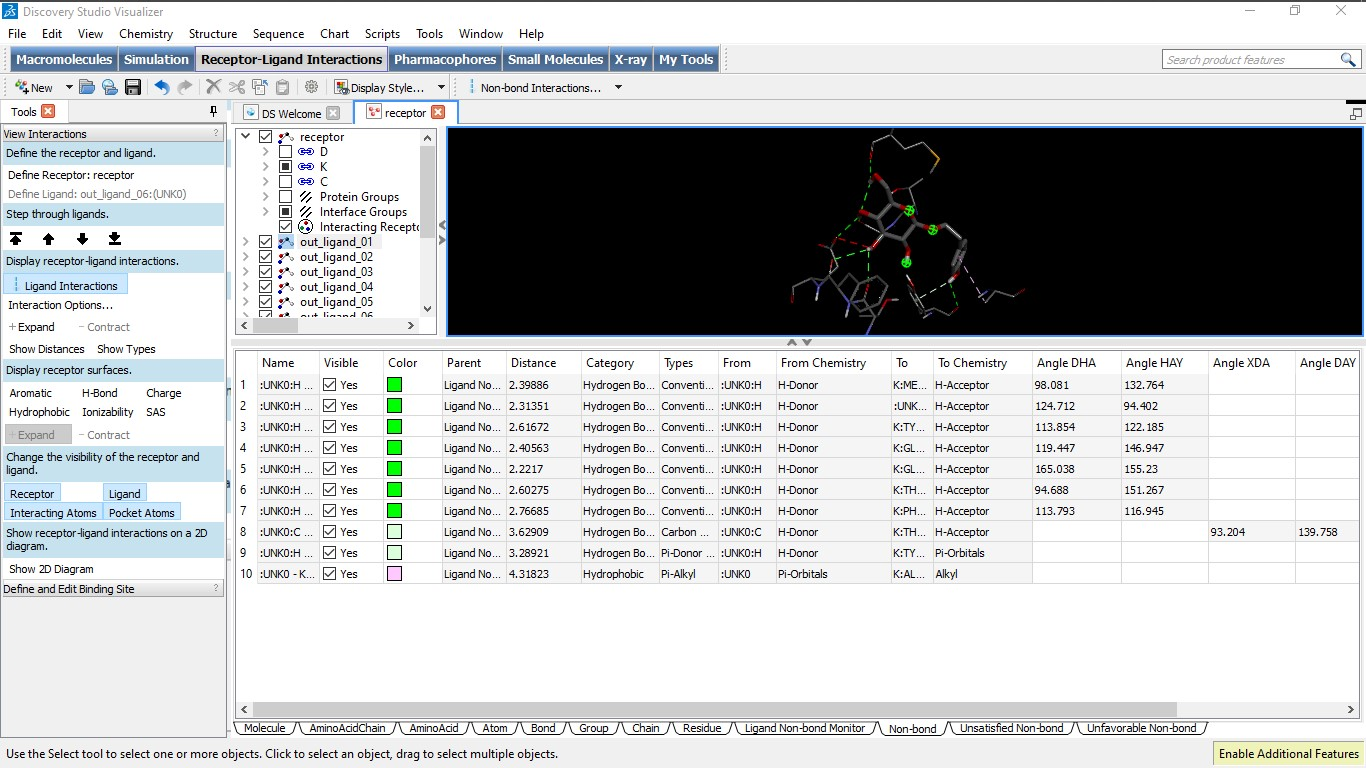 Discovery Studio Visualizer
File Edit View Chemistry Structure Sequence Chart Scripts Tools Window Help
Macromolecules Simulation Receptor-Ligand Interactions Pharmacophores Small Molecules X-ray My Tools
Search product features
New Display Style... Non-bond Interactions...
Tools
View Interactions ?
Define the receptor and ligand.
Define Receptor: receptor
Define Ligand: out_ligand_06:(UNK0)
Step through ligands.
Display receptor-ligand interactions.
Ligand Interactions
Interaction Options...
+ Expand - Contract
Show Distances Show Types
Display receptor surfaces.
Aromatic H-Bond Charge
Hydrophobic Ionizability SAS
+ Expand - Contract
Change the visibility of the receptor and
ligand.
Receptor Ligand
Interacting Atoms Pocket Atoms
Show receptor-ligand interactions on a 2D
diagram.
Show 2D Diagram
Define and Edit Binding Site ?
DS Welcome receptor
receptor
D
K
C
Protein Groups
Interface Groups
Interacting Recepto
out_ligand_01
out_ligand_02
out_ligand_03
out_ligand_04
out_ligand_05
out_ligand_06
Name Visible Color Parent Distance Category Types From From Chemistry To To Chemistry Angle DHA Angle HAY Angle XDA Angle DAY
1 :UNK0:H ... Yes Ligand No... 2.39886 Hydrogen Bo... Conventi... :UNK0:H H-Donor K:ME... H-Acceptor 98.081 132.764
2 :UNK0:H ... Yes Ligand No... 2.31351 Hydrogen Bo... Conventi... :UNK0:H H-Donor :UNK... H-Acceptor 124.712 94.402
3 :UNK0:H ... Yes Ligand No... 2.61672 Hydrogen Bo... Conventi... :UNK0:H H-Donor K:TY... H-Acceptor 113.854 122.185
4 :UNK0:H ... Yes Ligand No... 2.40563 Hydrogen Bo... Conventi... :UNK0:H H-Donor K:GL... H-Acceptor 119.447 146.947
5 :UNK0:H ... Yes Ligand No... 2.2217 Hydrogen Bo... Conventi... :UNK0:H H-Donor K:GL... H-Acceptor 165.038 155.23
6 :UNK0:H ... Yes Ligand No... 2.60275 Hydrogen Bo... Conventi... :UNK0:H H-Donor K:TH... H-Acceptor 94.688 151.267
7 :UNK0:H ... Yes Ligand No... 2.76685 Hydrogen Bo... Conventi... :UNK0:H H-Donor K:PH... H-Acceptor 113.793 116.945
8 :UNK0:C ... Yes Ligand No... 3.62909 Hydrogen Bo... Carbon ... :UNK0:C H-Donor K:TH... H-Acceptor 93.204 139.758
9 :UNK0:H ... Yes Ligand No... 3.28921 Hydrogen Bo... Pi-Donor ... :UNK0:H H-Donor K:TY... Pi-Orbitals
10 :UNK0 - K... Yes Ligand No... 4.31823 Hydrophobic Pi-Alkyl :UNK0 Pi-Orbitals K:AL... Alkyl
Molecule AminoAcidChain AminoAcid Atom Bond Group Chain Residue Ligand Non-bond Monitor Non-bond Unsatisfied Non-bond Unfavorable Non-bond
Use the Select tool to select one or more objects. Click to select an object, drag to select multiple objects.
Enable Additional Features